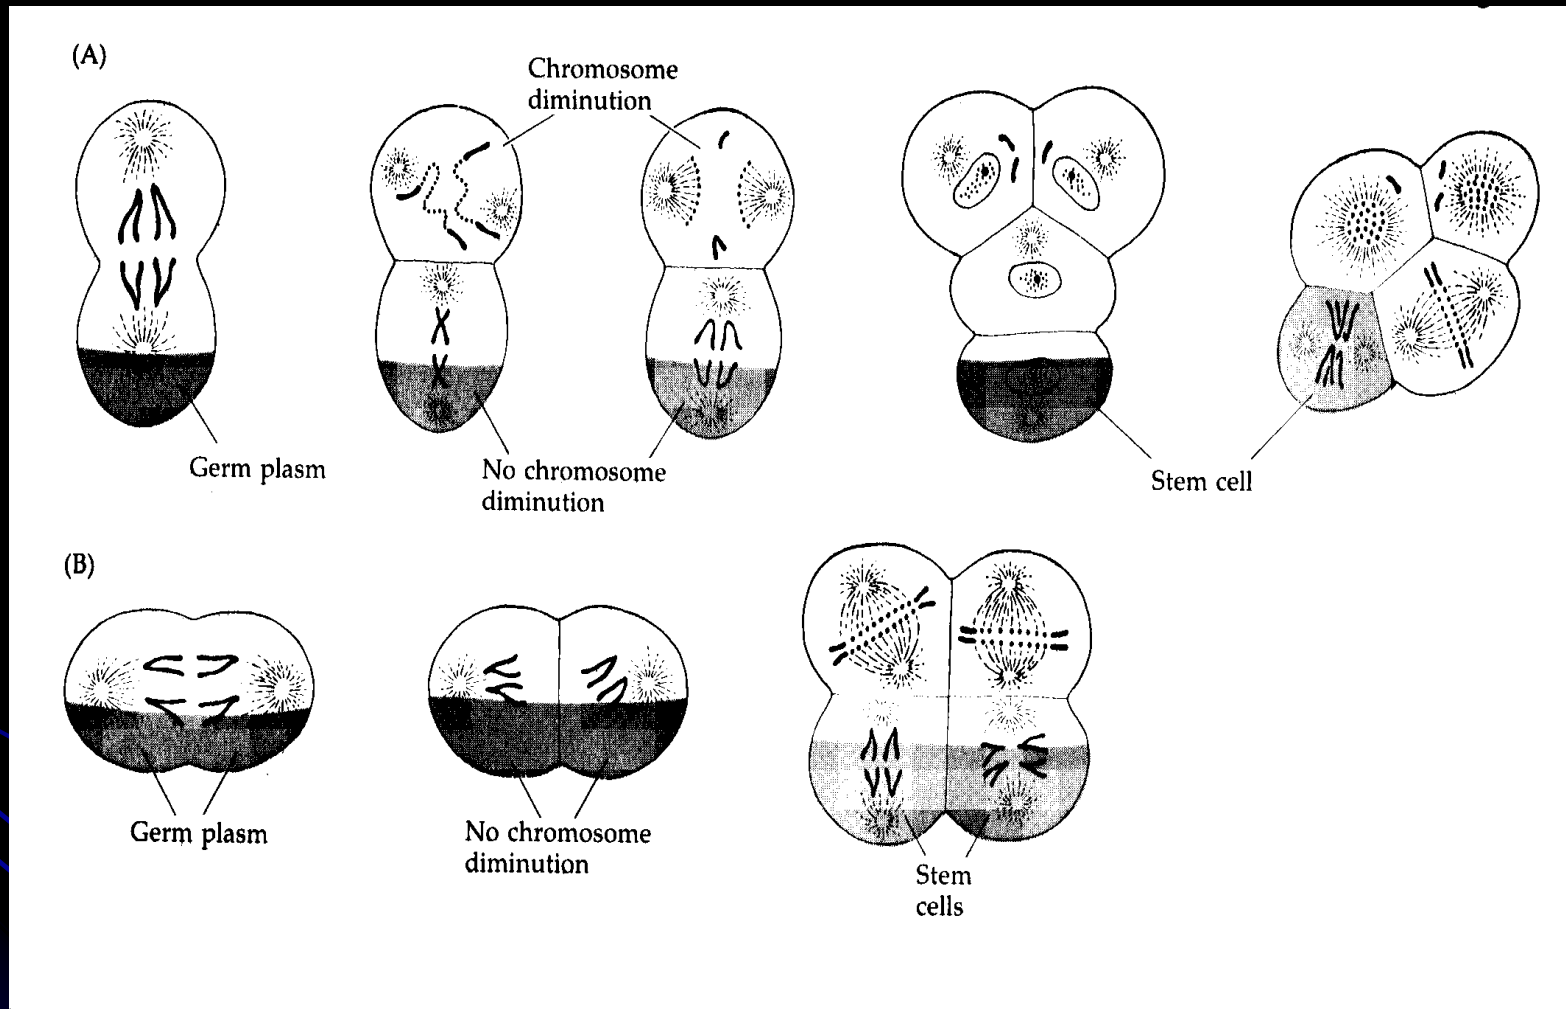 (A)
Chromosome
diminution
Germ plasm
No chromosome
diminution
Stem cell
(B)
Germ plasm
No chromosome
diminution
Stem
cells